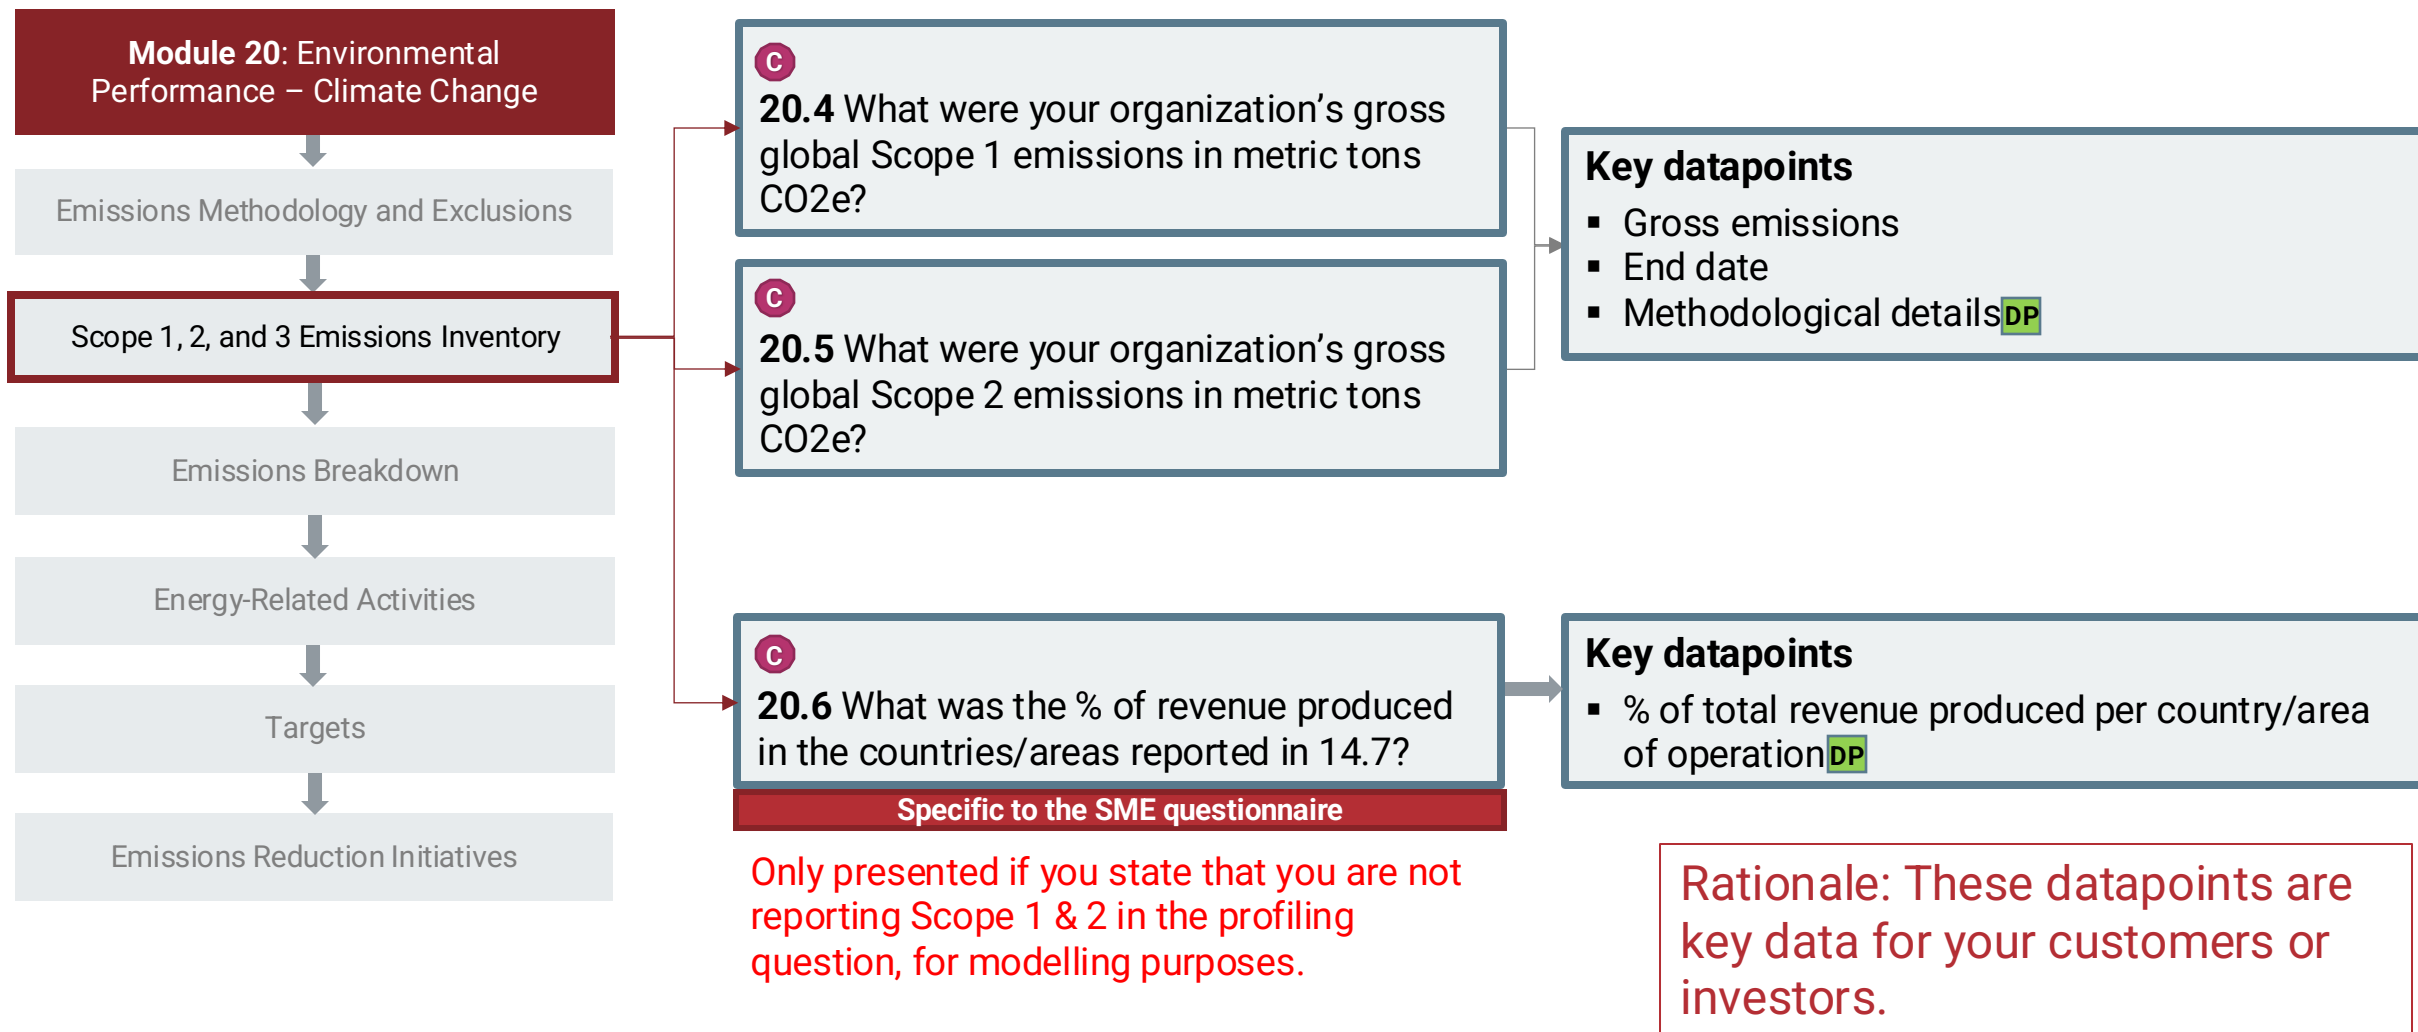 Module 20: Environmental
Performance – Climate Change
Emissions Methodology and Exclusions
Scope 1, 2, and 3 Emissions Inventory
Emissions Breakdown
Energy-Related Activities
Targets
Emissions Reduction Initiatives
C
20.4 What were your organization’s gross
global Scope 1 emissions in metric tons
CO2e?
C
20.5 What were your organization’s gross
global Scope 2 emissions in metric tons
CO2e?
Key datapoints
▪ Gross emissions
▪ End date
▪ Methodological details DP
C
20.6 What was the % of revenue produced
in the countries/areas reported in 14.7?
Specific to the SME questionnaire
Only presented if you state that you are not
reporting Scope 1 & 2 in the profiling
question, for modelling purposes.
Key datapoints
▪ % of total revenue produced per country/area
of operation DP
Rationale: These datapoints are
key data for your customers or
investors.